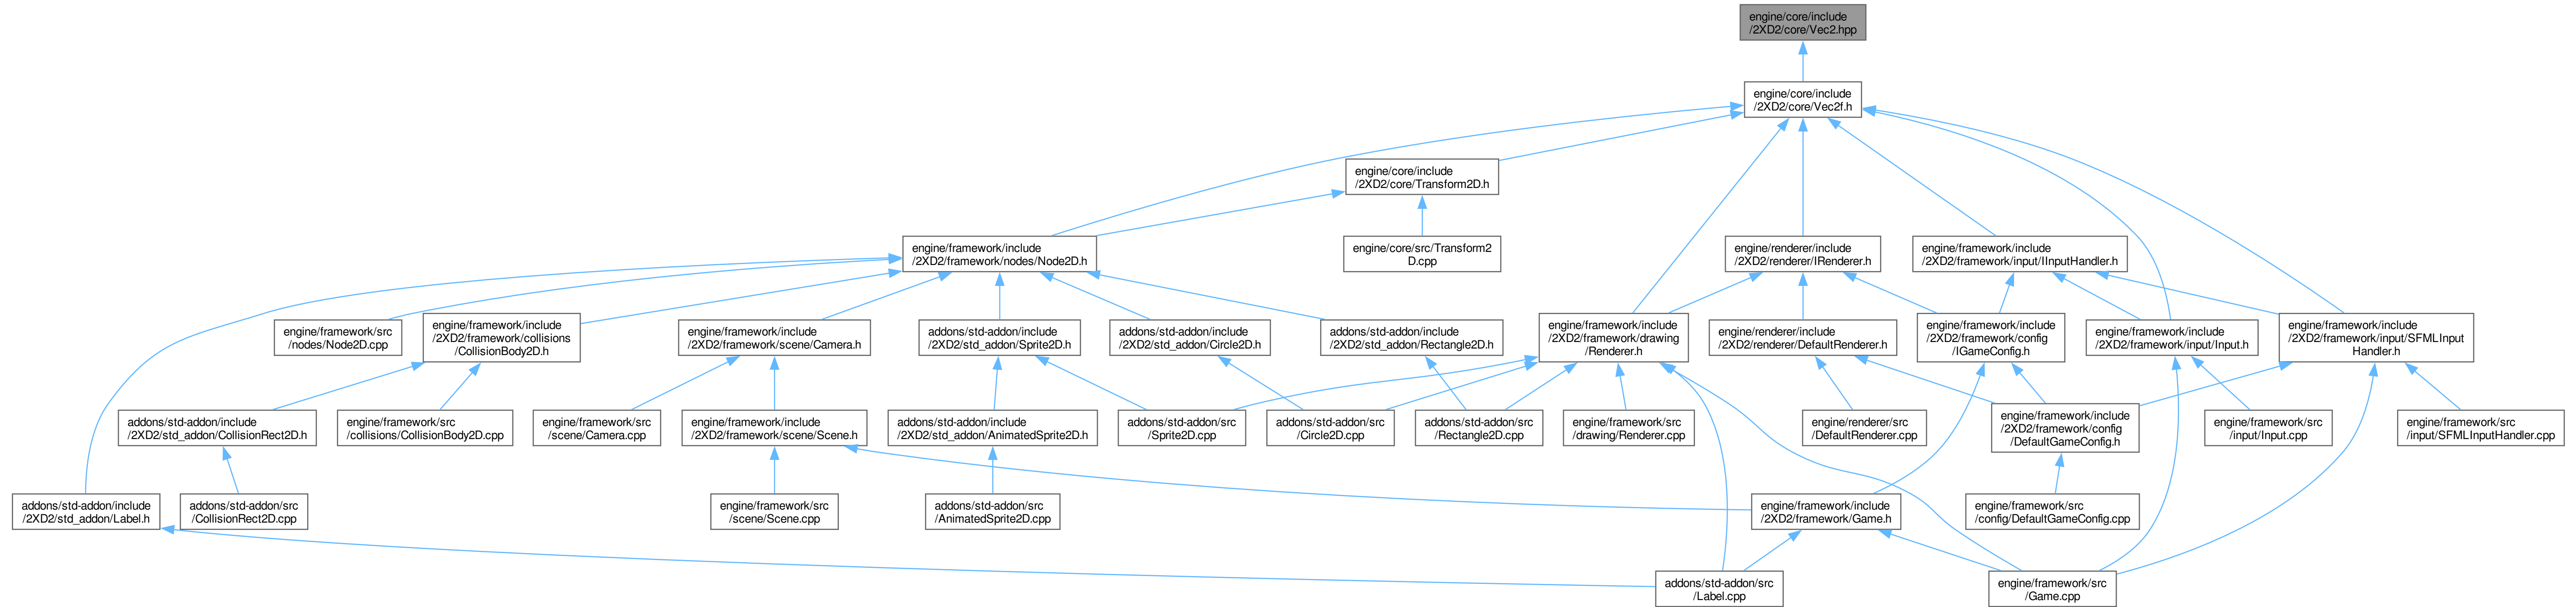 engine/core/include
/2XD2/core/Vec2.hpp
engine/core/include
/2XD2/core/Vec2f.h
engine/core/include
/2XD2/core/Transform2D.h
engine/framework/include
/2XD2/framework/nodes/Node2D.h
engine/core/src/Transform2
D.cpp
engine/renderer/include
/2XD2/renderer/IRenderer.h
engine/framework/include
/2XD2/framework/input/IInputHandler.h
engine/framework/src
/nodes/Node2D.cpp
engine/framework/include
/2XD2/framework/collisions
/CollisionBody2D.h
engine/framework/include
/2XD2/framework/scene/Camera.h
addons/std-addon/include
/2XD2/std_addon/Sprite2D.h
addons/std-addon/include
/2XD2/std_addon/Circle2D.h
addons/std-addon/include
/2XD2/std_addon/Rectangle2D.h
engine/framework/include
/2XD2/framework/drawing
/Renderer.h
engine/renderer/include
/2XD2/renderer/DefaultRenderer.h
engine/framework/include
/2XD2/framework/config
/IGameConfig.h
engine/framework/include
/2XD2/framework/input/Input.h
engine/framework/include
/2XD2/framework/input/SFMLInput
Handler.h
addons/std-addon/include
/2XD2/std_addon/CollisionRect2D.h
engine/framework/src
/collisions/CollisionBody2D.cpp
engine/framework/src
/scene/Camera.cpp
engine/framework/include
/2XD2/framework/scene/Scene.h
addons/std-addon/include
/2XD2/std_addon/AnimatedSprite2D.h
addons/std-addon/src
/Sprite2D.cpp
addons/std-addon/src
/Circle2D.cpp
addons/std-addon/src
/Rectangle2D.cpp
engine/framework/src
/drawing/Renderer.cpp
engine/renderer/src
/DefaultRenderer.cpp
engine/framework/include
/2XD2/framework/config
/DefaultGameConfig.h
engine/framework/src
/input/Input.cpp
engine/framework/src
/input/SFMLInputHandler.cpp
addons/std-addon/include
/2XD2/std_addon/Label.h
addons/std-addon/src
/CollisionRect2D.cpp
engine/framework/src
/scene/Scene.cpp
addons/std-addon/src
/AnimatedSprite2D.cpp
engine/framework/include
/2XD2/framework/Game.h
engine/framework/src
/config/DefaultGameConfig.cpp
addons/std-addon/src
/Label.cpp
engine/framework/src
/Game.cpp